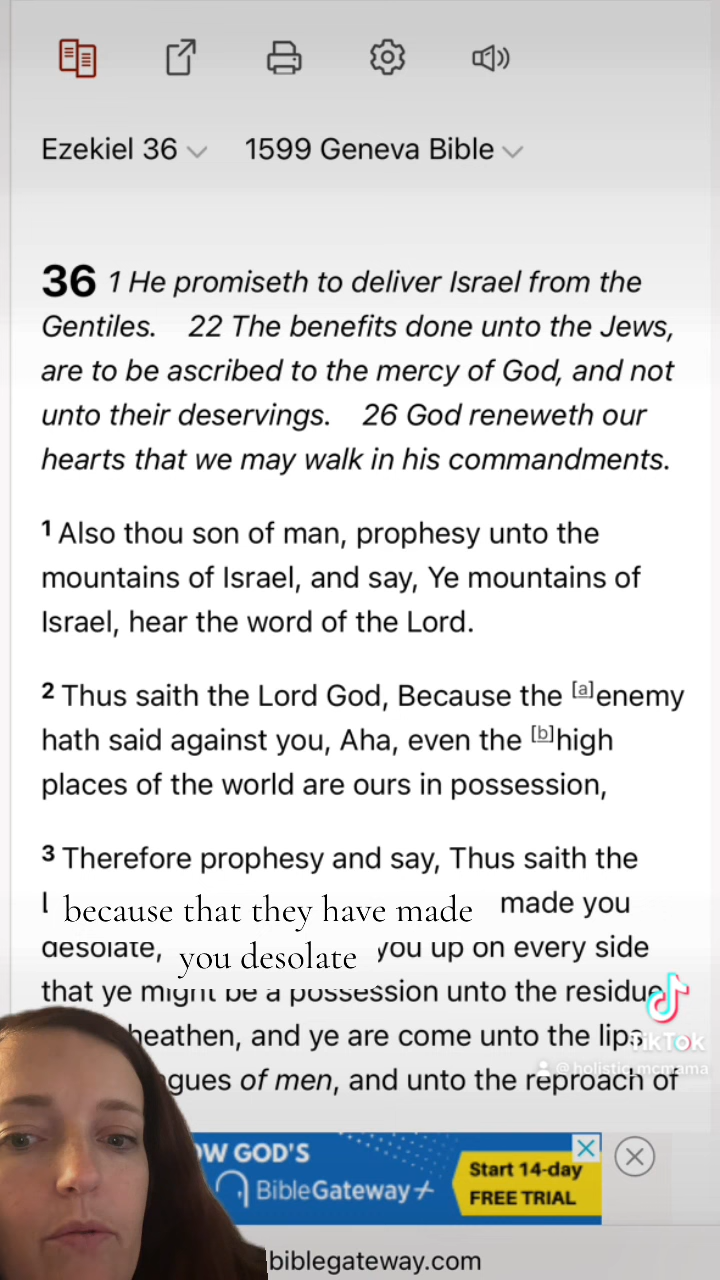 Ezekiel 36 1599 Geneva Bible
36 1 He promiseth to deliver Israel from the
Gentiles. 22 The benefits done unto the Jews,
are to be ascribed to the mercy of God, and not
unto their deservings. 26 God reneweth our
hearts that we may walk in his commandments.
1 Also thou son of man, prophesy unto the
mountains of Israel, and say, Ye mountains of
Israel, hear the word of the Lord.
2 Thus saith the Lord God, Because the [a]enemy
hath said against you, Aha, even the [b]high
places of the world are ours in possession,
3 Therefore prophesy and say, Thus saith the
because that they have made made you
desolate, you desolate you up on every side
that ye might be a possession unto the residue
heathen, and ye are come unto the lips
TikTok
@holistic.mcmama
of men, and unto the reproach of
GOD'S
BibleGateway+
Start 14-day
FREE TRIAL
biblegateway.com